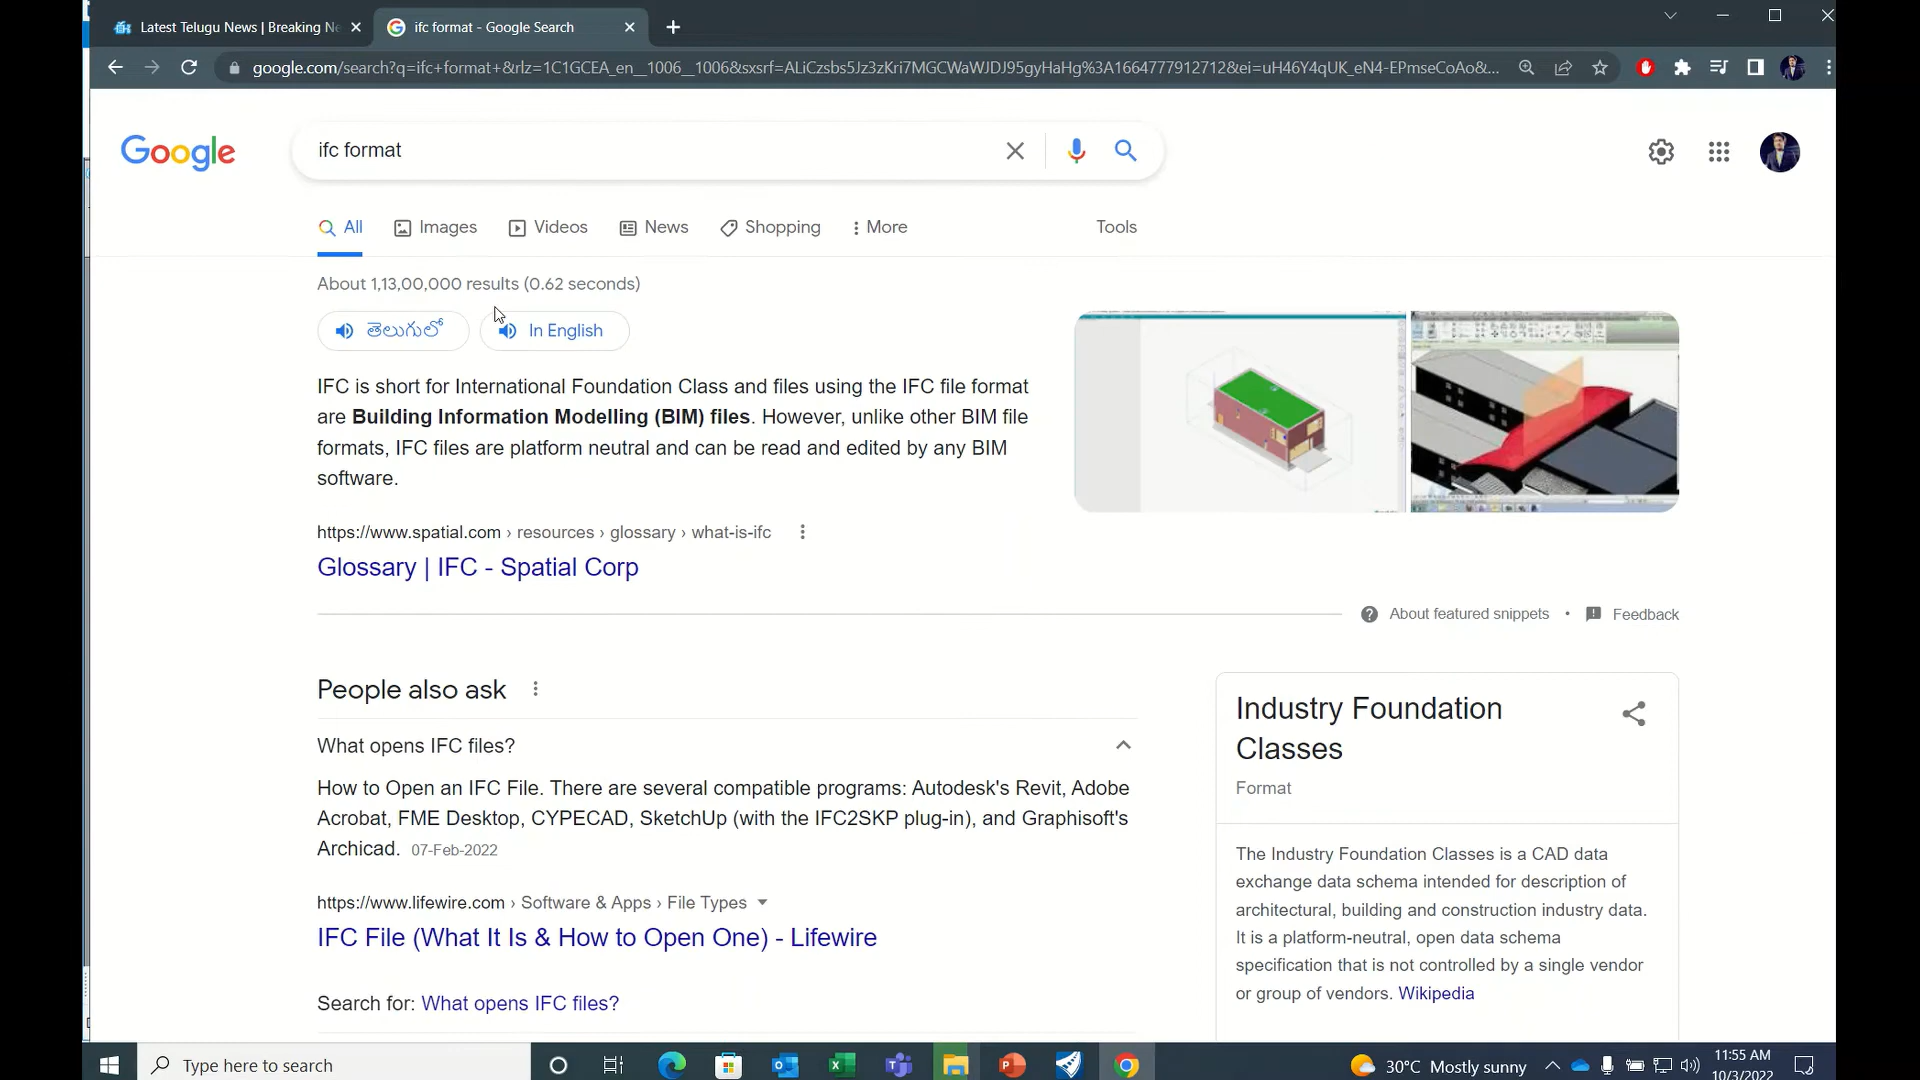 Latest Telugu News | Breaking Ne
ifc format - Google Search
google.com/search?q=ifc+format+&rlz=1C1GCEA_en__1006__1006&sxsrf=ALiCzsbs5Jz3zKri7MGCWaWJDJ95gyHaHg%3A1664777912712&ei=uH46Y4qUK_eN4-EPmseCoAo&...
Google
ifc format
All
Images
Videos
News
Shopping
More
Tools
About 1,13,00,000 results (0.62 seconds)
తెలుగులో
In English
IFC is short for International Foundation Class and files using the IFC file format
are Building Information Modelling (BIM) files. However, unlike other BIM file
formats, IFC files are platform neutral and can be read and edited by any BIM
software.
https://www.spatial.com › resources › glossary › what-is-ifc
Glossary | IFC - Spatial Corp
About featured snippets • Feedback
People also ask
What opens IFC files?
How to Open an IFC File. There are several compatible programs: Autodesk's Revit, Adobe
Acrobat, FME Desktop, CYPECAD, SketchUp (with the IFC2SKP plug-in), and Graphisoft's
Archicad. 07-Feb-2022
https://www.lifewire.com › Software & Apps › File Types
IFC File (What It Is & How to Open One) - Lifewire
Search for: What opens IFC files?
Industry Foundation
Classes
Format
The Industry Foundation Classes is a CAD data
exchange data schema intended for description of
architectural, building and construction industry data.
It is a platform-neutral, open data schema
specification that is not controlled by a single vendor
or group of vendors. Wikipedia
Type here to search
30°C Mostly sunny
11:55 AM
10/3/2022